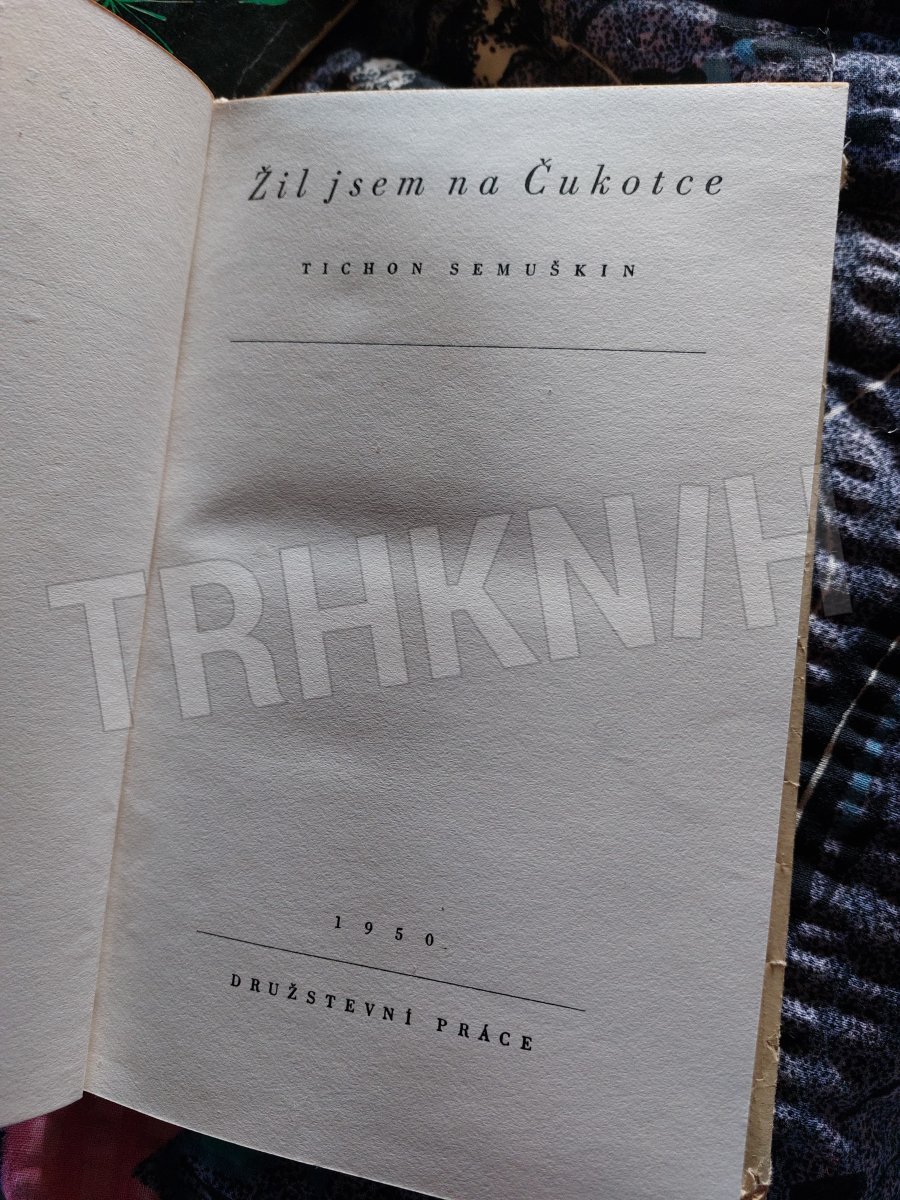 Žil jsem na Čukotce
TICHON SEMUŠKIN
TRHKNIH
1950
DRUŽSTEVNÍ PRÁCE